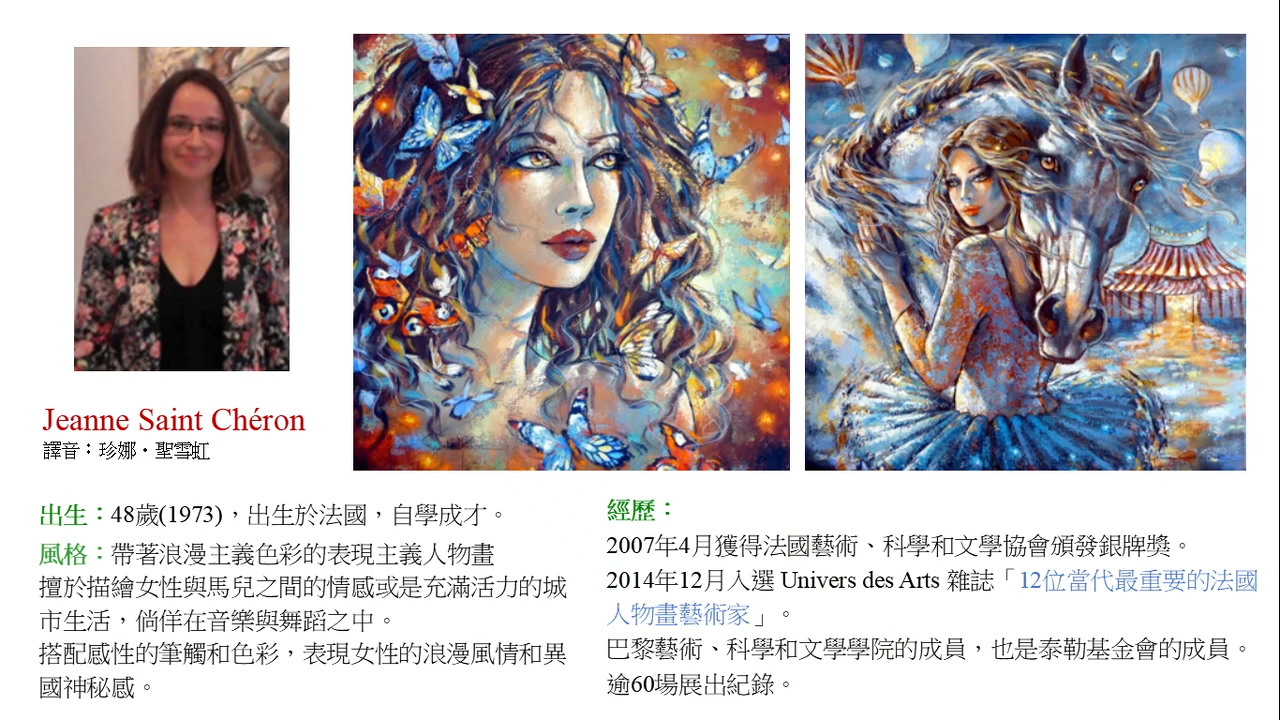 Jeanne Saint Chéron
譯音：珍娜‧聖雪虹
出生：48歲(1973)，出生於法國，自學成才。
風格：帶著浪漫主義色彩的表現主義人物畫
擅於描繪女性與馬兒之間的情感或是充滿活力的城
市生活，倘佯在音樂與舞蹈之中。
搭配感性的筆觸和色彩，表現女性的浪漫風情和異
國神秘感。
經歷：
2007年4月獲得法國藝術、科學和文學協會頒發銀牌獎。
2014年12月入選 Univers des Arts 雜誌「12位當代最重要的法國
人物畫藝術家」。
巴黎藝術、科學和文學學院的成員，也是泰勒基金會的成員。
逾60場展出紀錄。